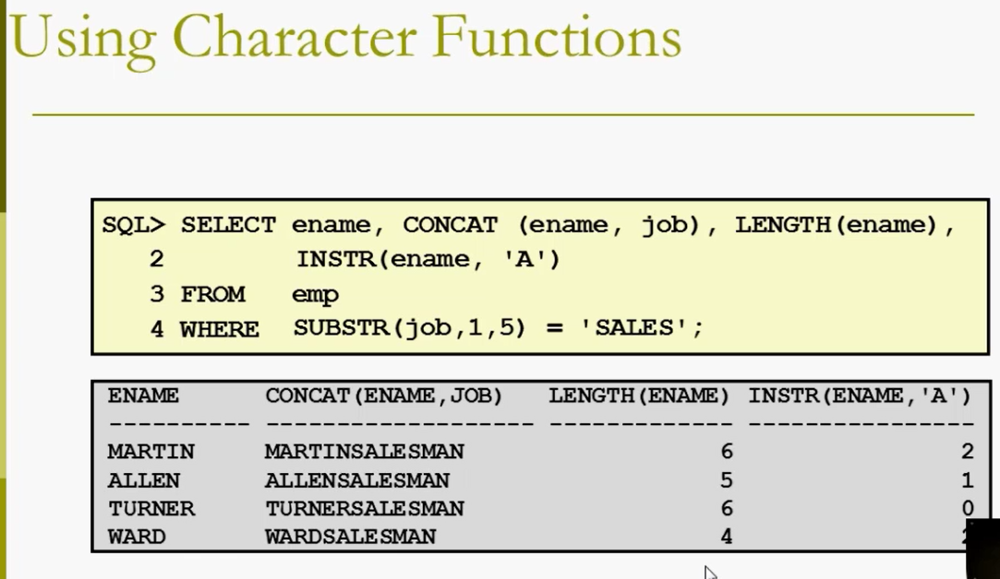 Using Character Functions
SQL> SELECT ename, CONCAT (ename, job), LENGTH(ename),
2 INSTR(ename, 'A')
3 FROM emp
4 WHERE SUBSTR(job,1,5) = 'SALES';
ENAME CONCAT(ENAME,JOB) LENGTH(ENAME) INSTR(ENAME,'A')
---------- ------------------- ------------- ----------------
MARTIN MARTINSALESMAN 6 2
ALLEN ALLENSALESMAN 5 1
TURNER TURNERSALESMAN 6 0
WARD WARDSALESMAN 4